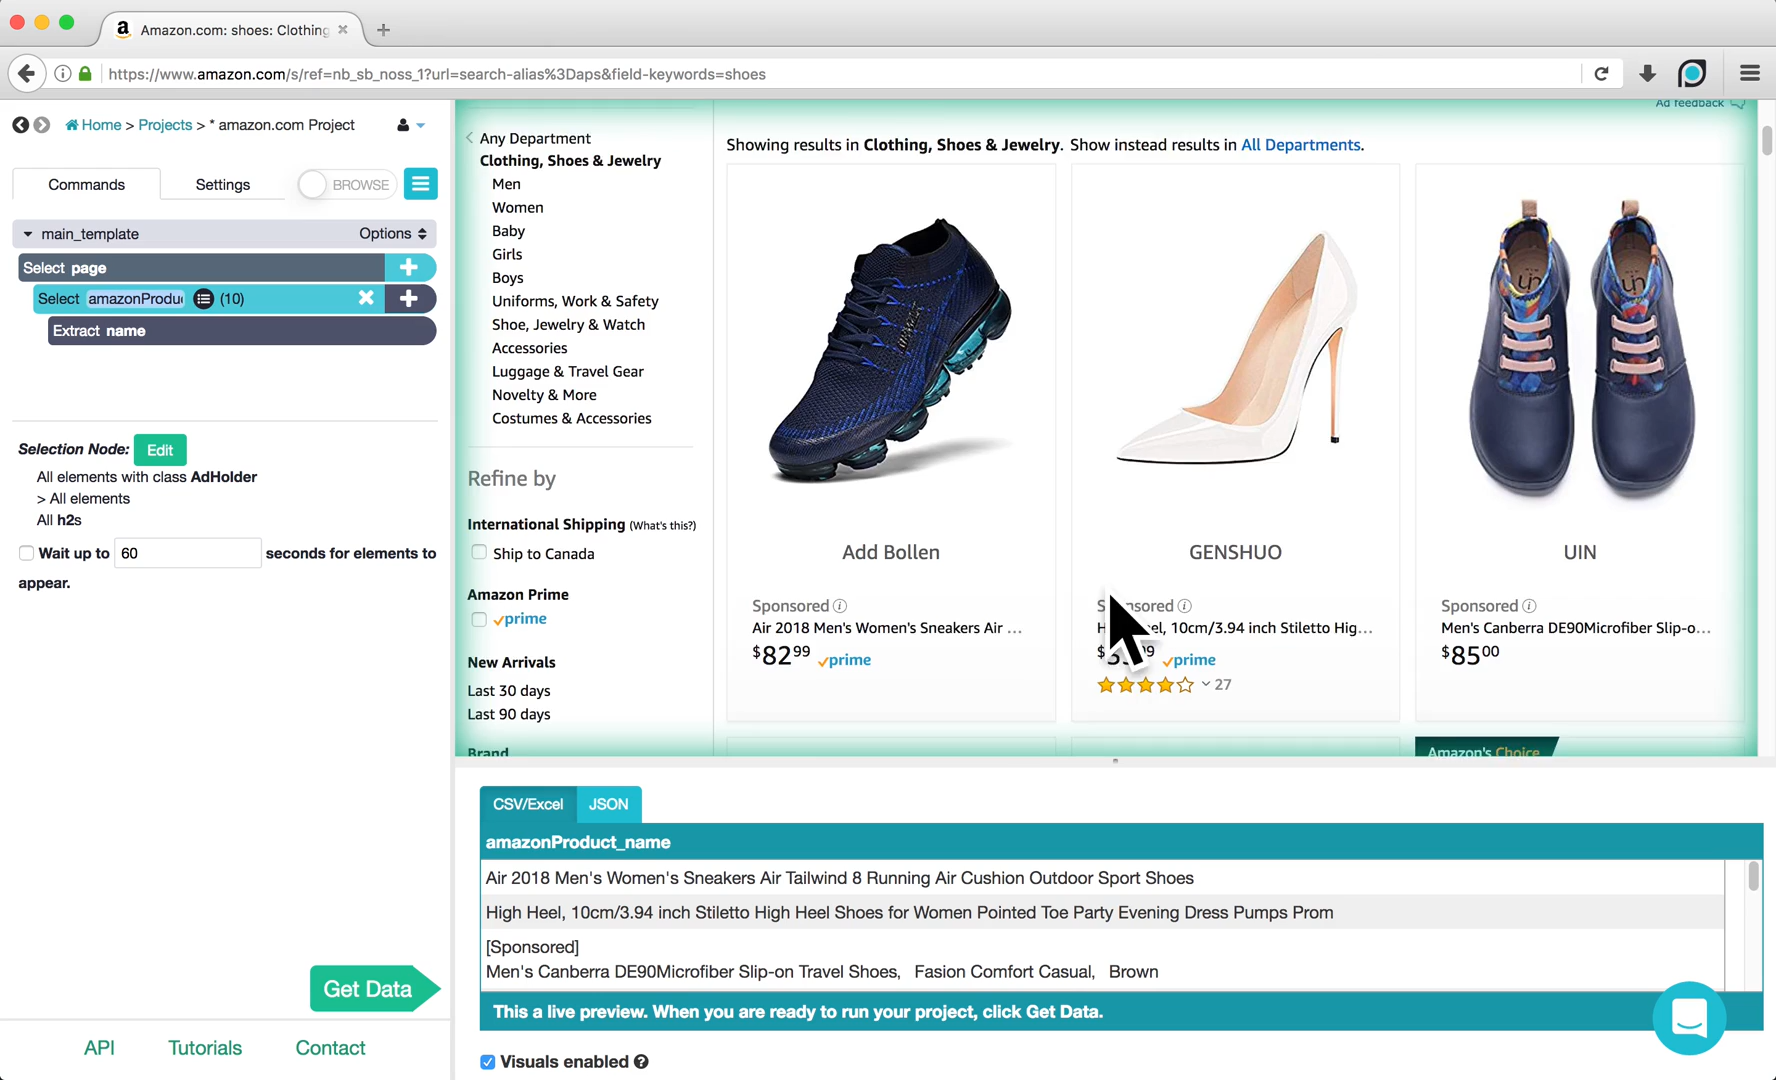 Amazon.com: shoes: Clothing
https://www.amazon.com/s/ref=nb_sb_noss_1?url=search-alias%3Daps&field-keywords=shoes
Home > Projects > * amazon.com Project
Commands
Settings
BROWSE
main_template
Options
Select page
Select amazonProdu (10)
Extract name
Selection Node: Edit
All elements with class AdHolder
> All elements
All h2s
Wait up to 60 seconds for elements to
appear.
Get Data
API
Tutorials
Contact
Ad feedback
Any Department
Clothing, Shoes & Jewelry
Men
Women
Baby
Girls
Boys
Uniforms, Work & Safety
Shoe, Jewelry & Watch
Accessories
Luggage & Travel Gear
Novelty & More
Costumes & Accessories
Refine by
International Shipping (What's this?)
Ship to Canada
Amazon Prime
prime
New Arrivals
Last 30 days
Last 90 days
Brand
Showing results in Clothing, Shoes & Jewelry. Show instead results in All Departments.
Add Bollen
Sponsored
Air 2018 Men's Women's Sneakers Air ...
$82 99 prime
GENSHUO
10cm/3.94 inch Stiletto Hig...
prime
27
UIN
Sponsored
Men's Canberra DE90Microfiber Slip-o...
$85 00
Amazon's Choice
CSV/Excel
JSON
amazonProduct_name
Air 2018 Men's Women's Sneakers Air Tailwind 8 Running Air Cushion Outdoor Sport Shoes
High Heel, 10cm/3.94 inch Stiletto High Heel Shoes for Women Pointed Toe Party Evening Dress Pumps Prom
[Sponsored]
Men's Canberra DE90Microfiber Slip-on Travel Shoes, Fasion Comfort Casual, Brown
This a live preview. When you are ready to run your project, click Get Data.
Visuals enabled